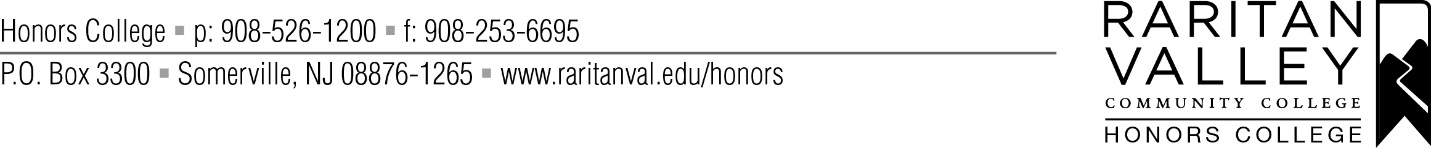 Honors College ▪ p: 908-526-1200 ▪ f: 908-253-6695
P.O. Box 3300 ▪ Somerville, NJ 08876-1265 ▪ www.raritanval.edu/honors
RARITAN
VALLEY
COMMUNITY COLLEGE
HONORS COLLEGE